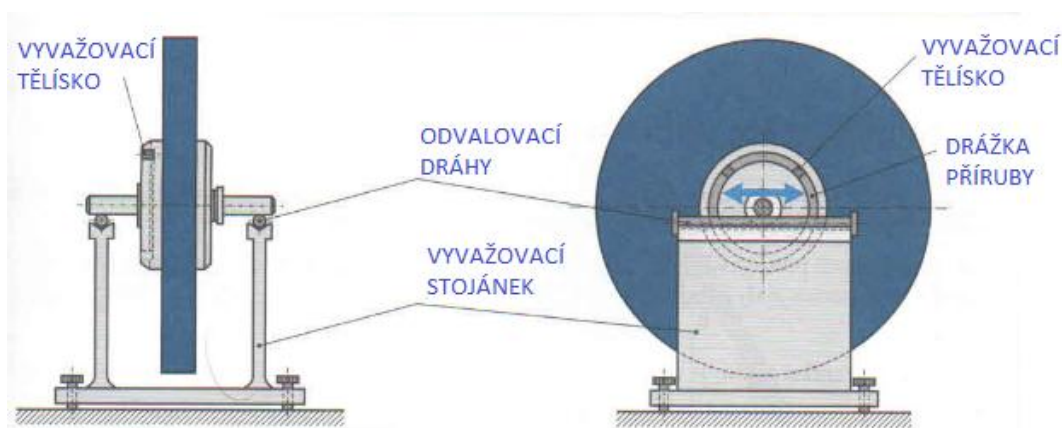 VYVAŽOVACÍ
TĚLÍSKO
ODVALOVACÍ
DRÁHY
VYVAŽOVACÍ
STOJÁNEK
VYVAŽOVACÍ
TĚLÍSKO
DRÁŽKA
PŘÍRUBY